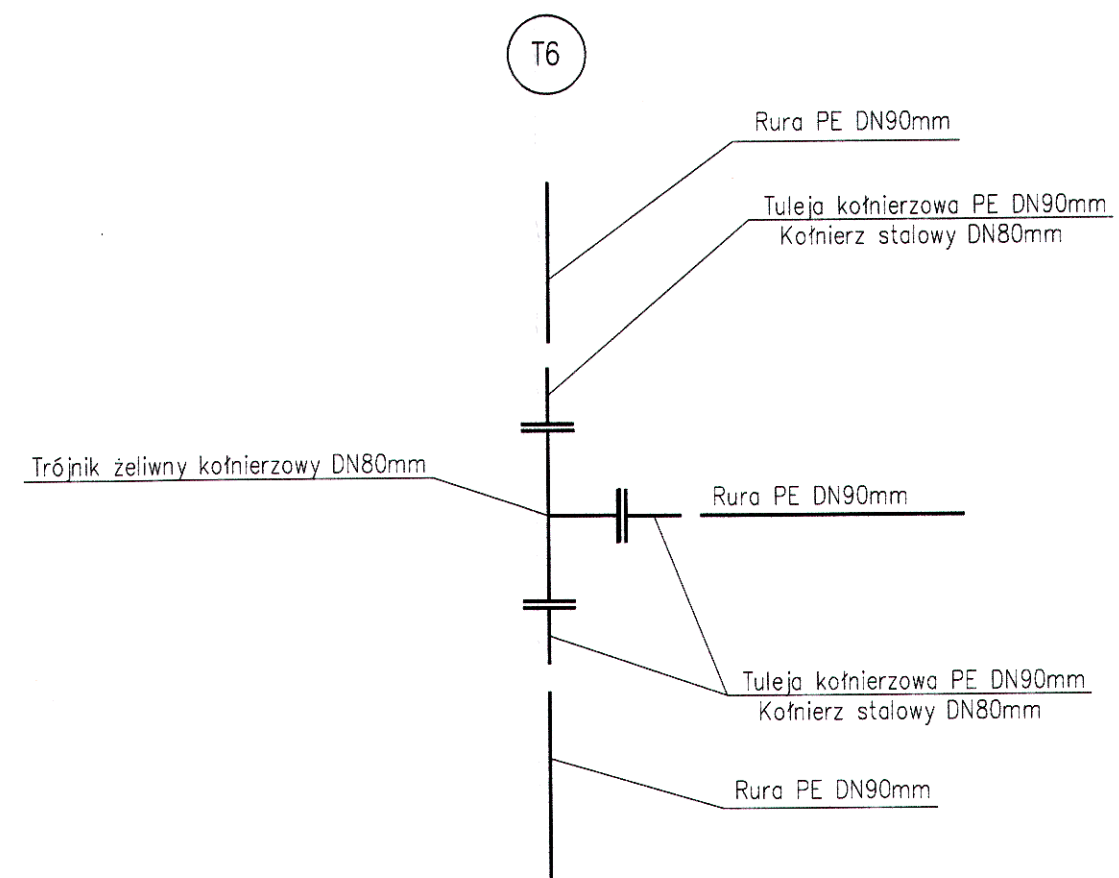 T6
Rura PE DN90mm
Tuleja kołnierzowa PE DN90mm
Kołnierz stalowy DN80mm
Trójnik żeliwny kołnierzowy DN80mm
Rura PE DN90mm
Tuleja kołnierzowa PE DN90mm
Kołnierz stalowy DN80mm
Rura PE DN90mm